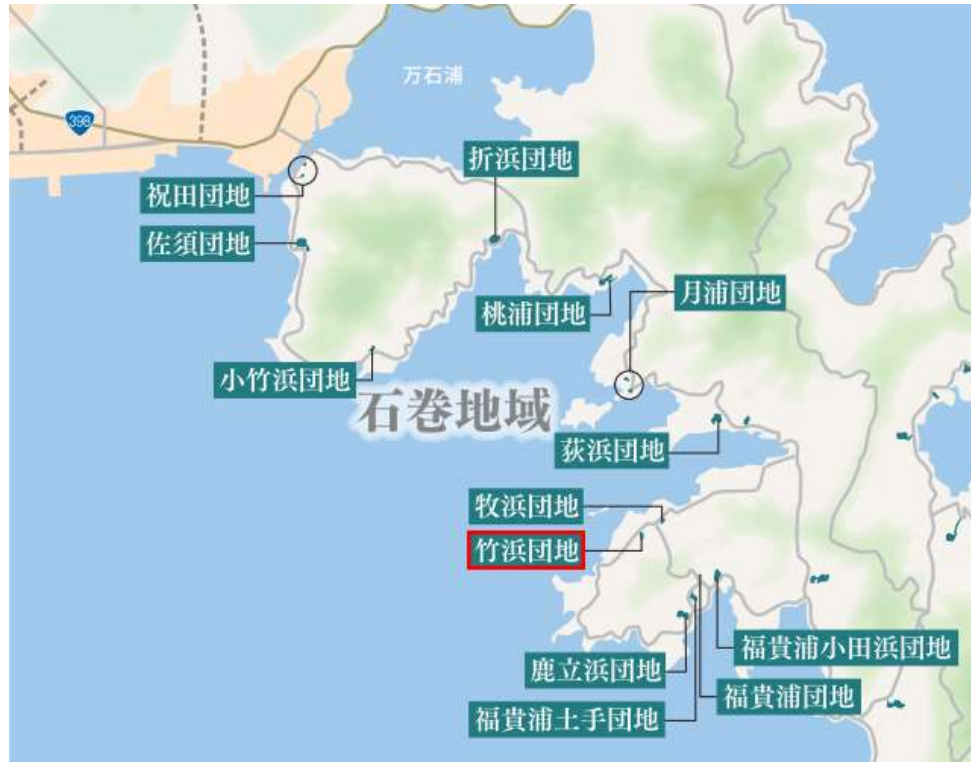 万石浦
398
折浜団地
祝田団地
佐須団地
月浦団地
桃浦団地
小竹浜団地
石巻地域
荻浜団地
牧浜団地
竹浜団地
福貴浦小田浜団地
鹿立浜団地
福貴浦団地
福貴浦土手団地